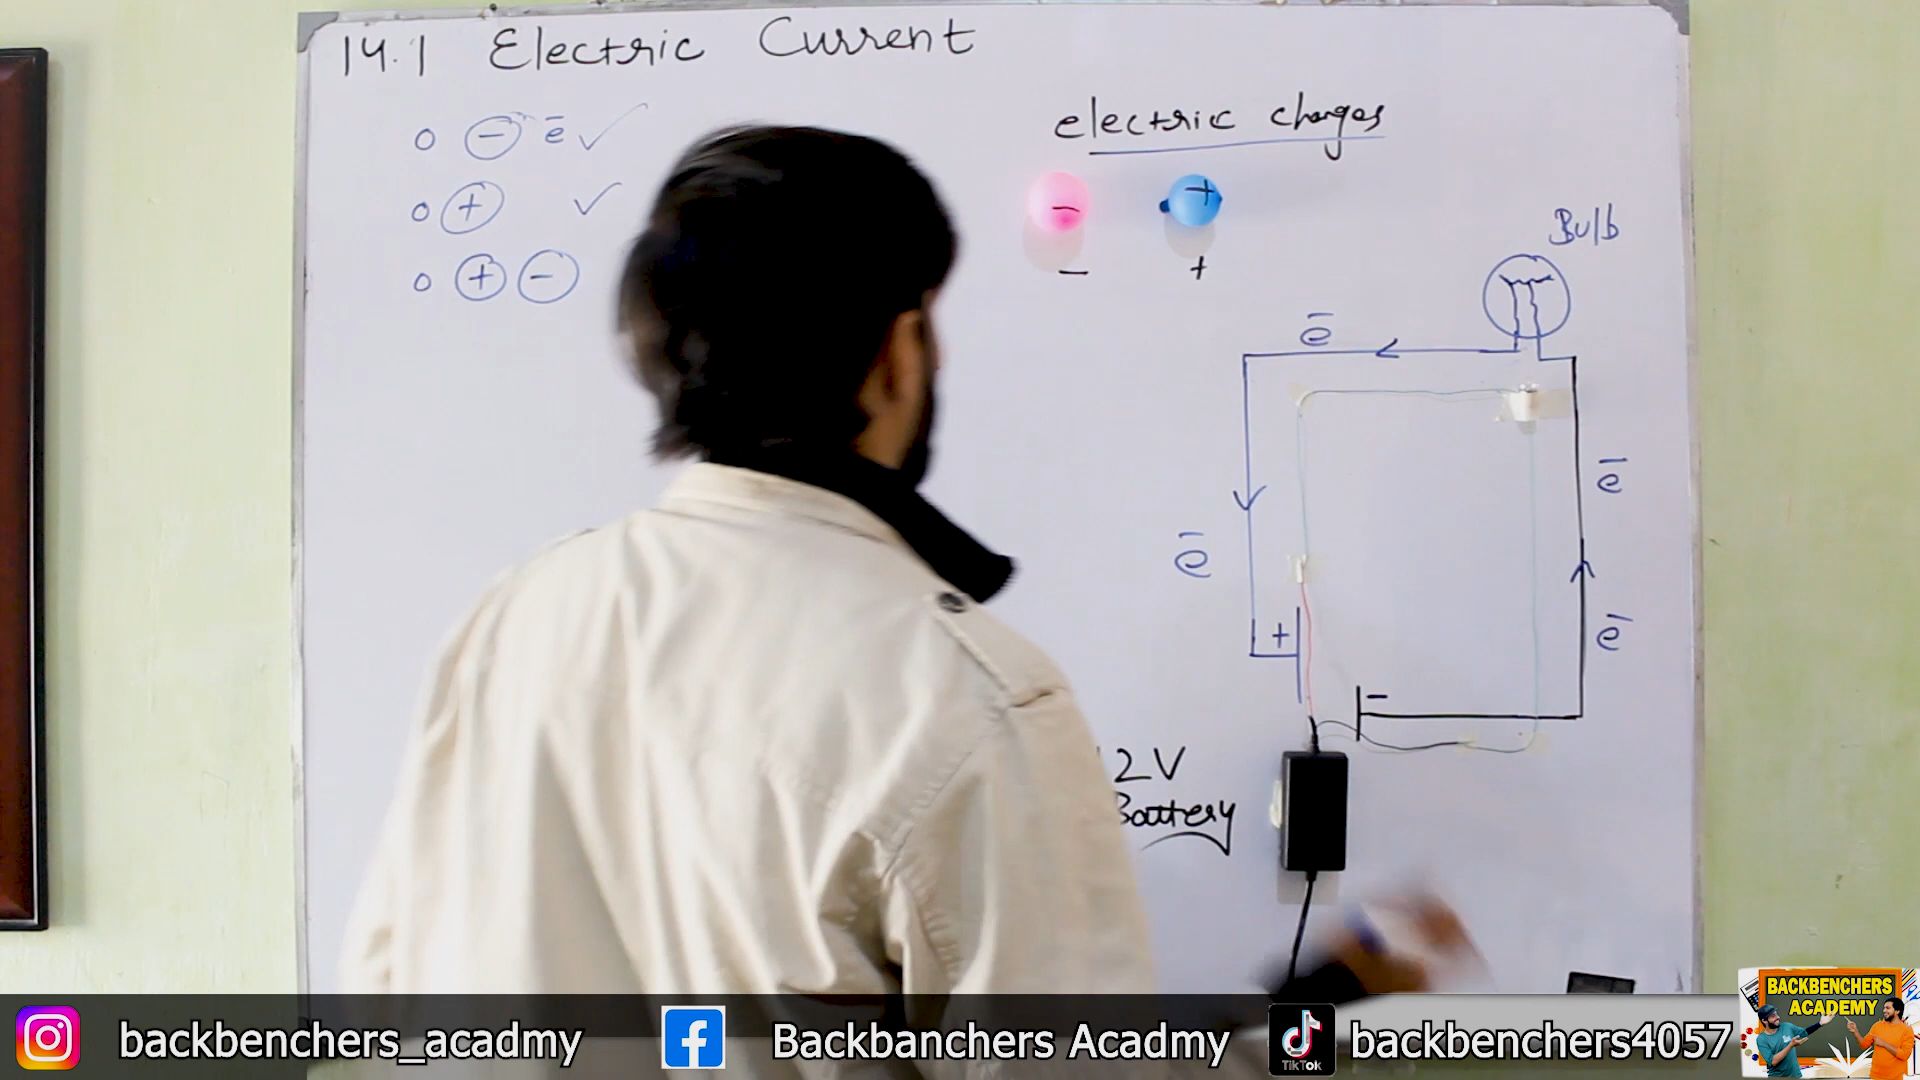 14.1 Electric Current
o - e̅ ✓
o + ✓
o + -
electric charges
- +
- +
Bulb
e̅
e̅
e̅
e̅
+
-
2V
Battery
backbenchers_acadmy
Backbanchers Acadmy
TikTok
backbenchers4057
BACKBENCHERS
ACADEMY